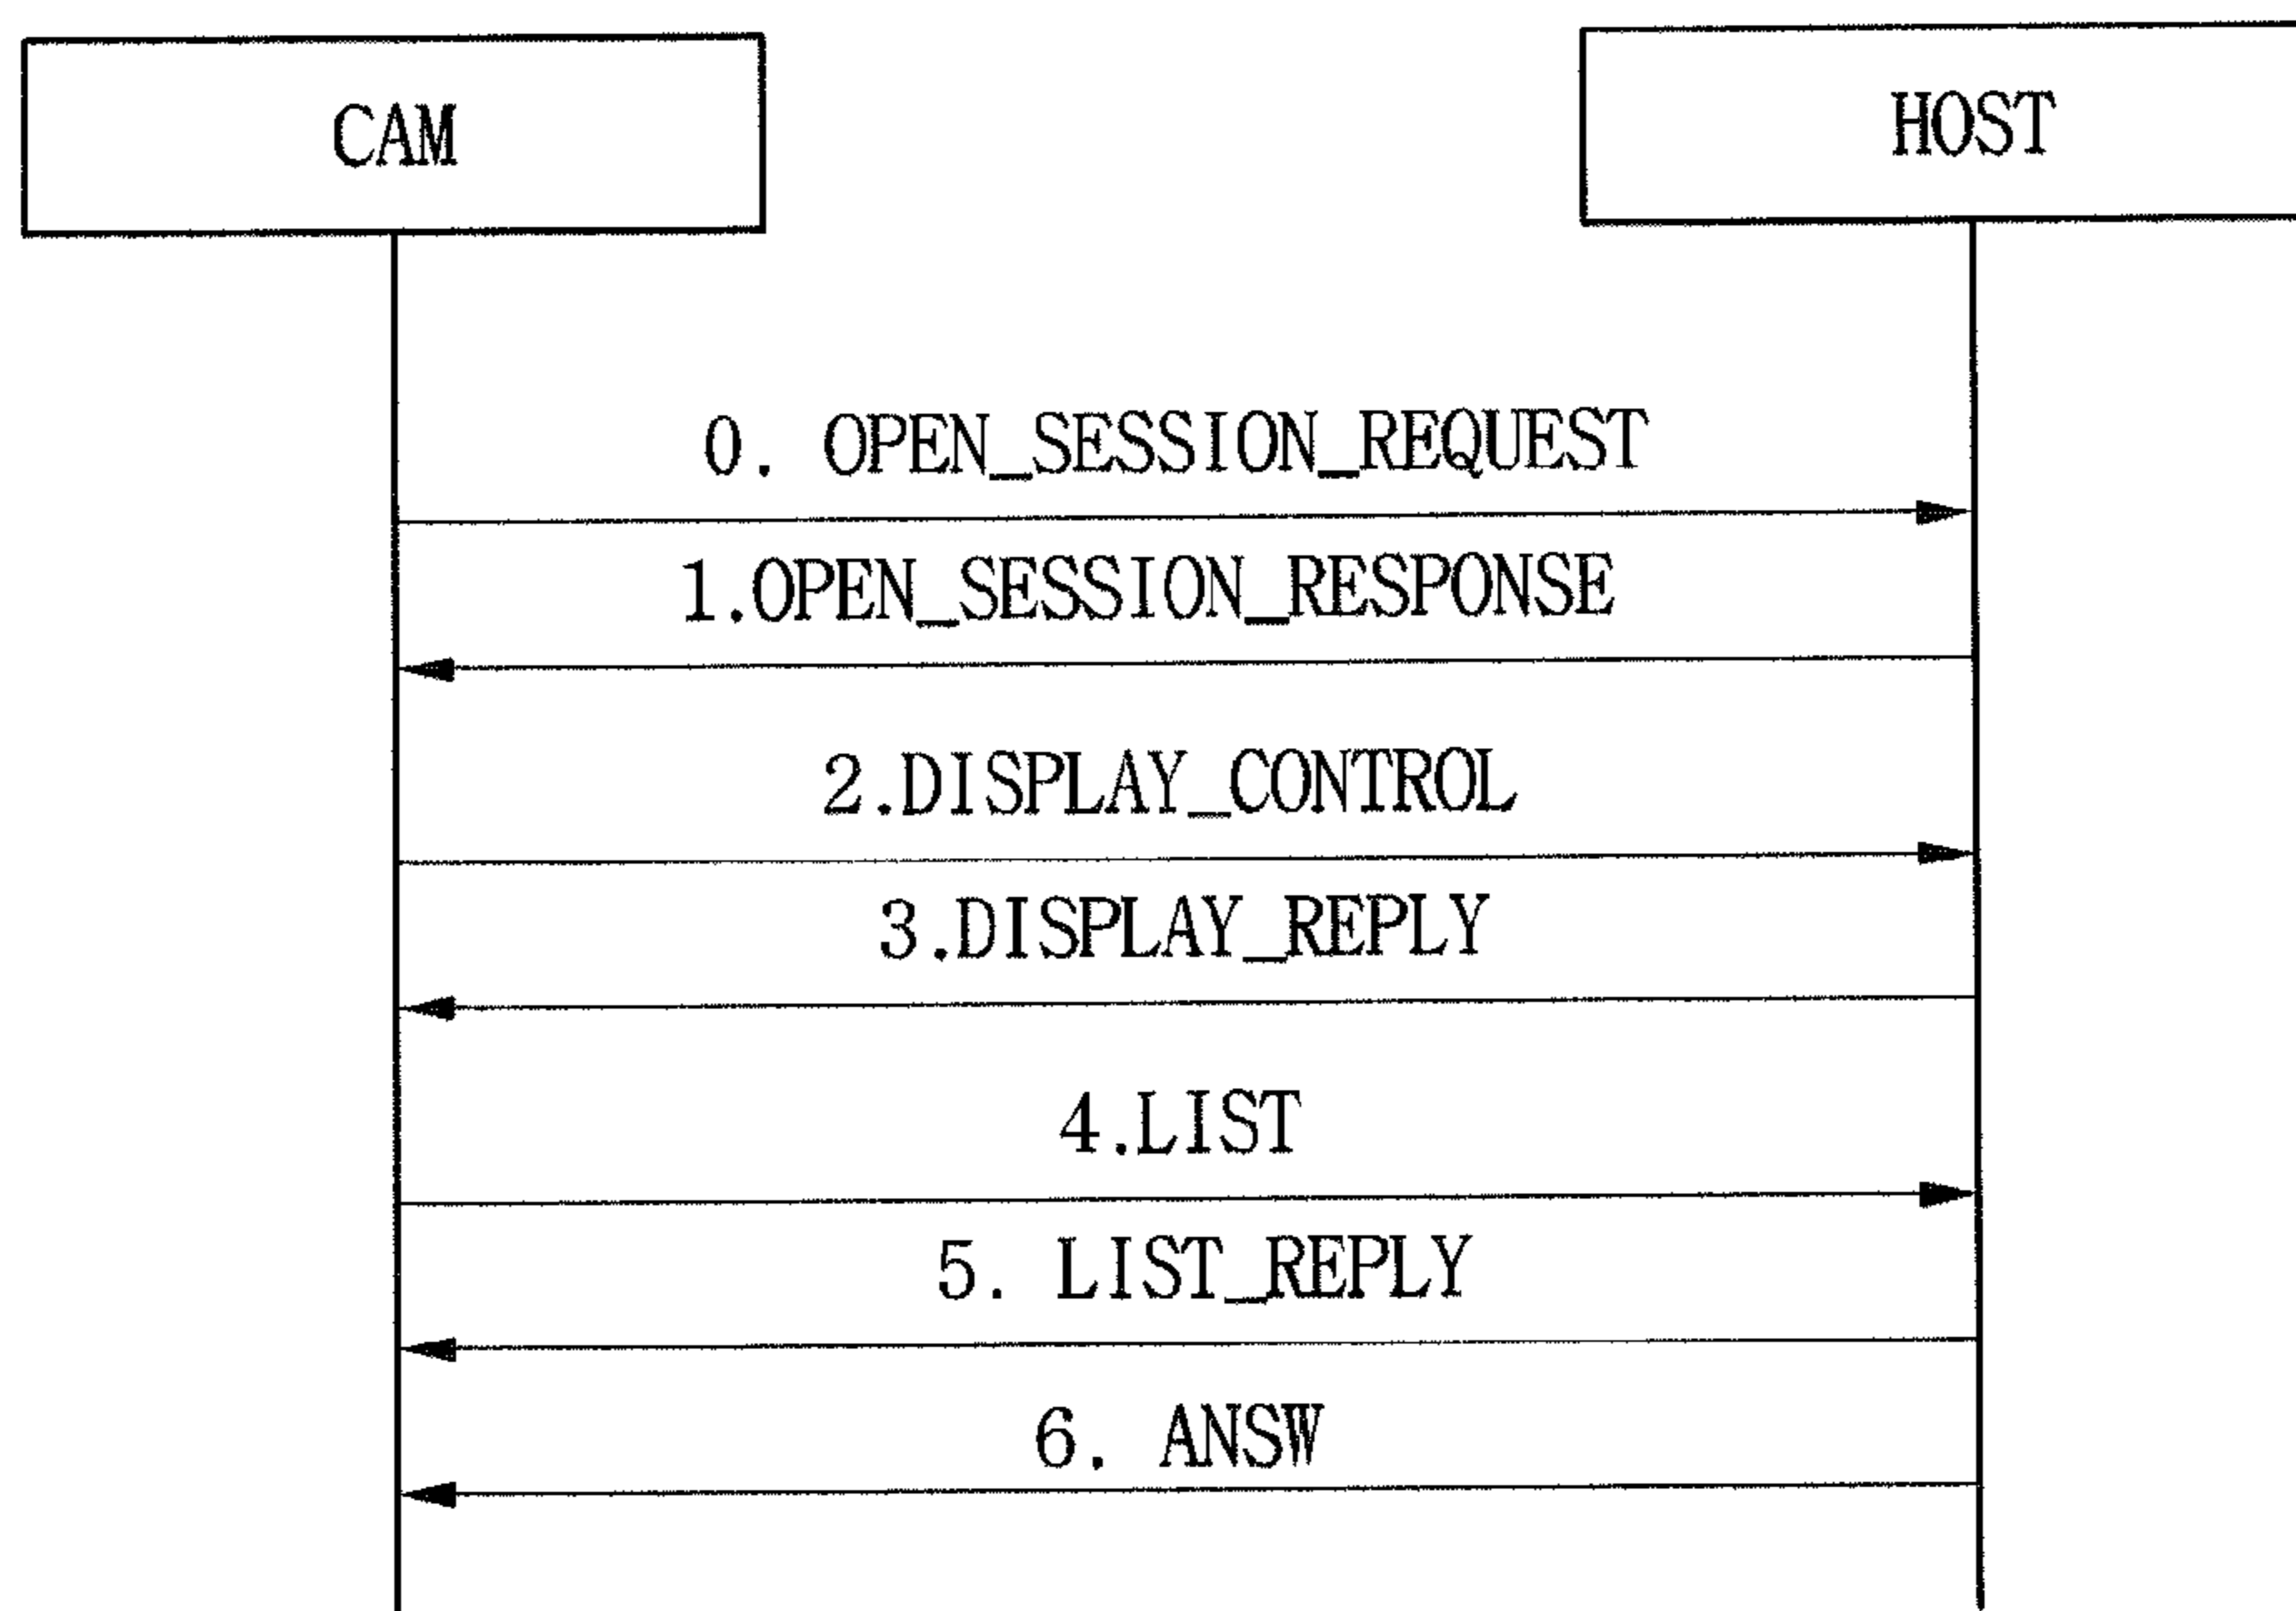 CAM
HOST
0. OPEN_SESSION_REQUEST
1.OPEN_SESSION_RESPONSE
2.DISPLAY_CONTROL
3.DISPLAY_REPLY
4.LIST
5. LIST_REPLY
6. ANSW